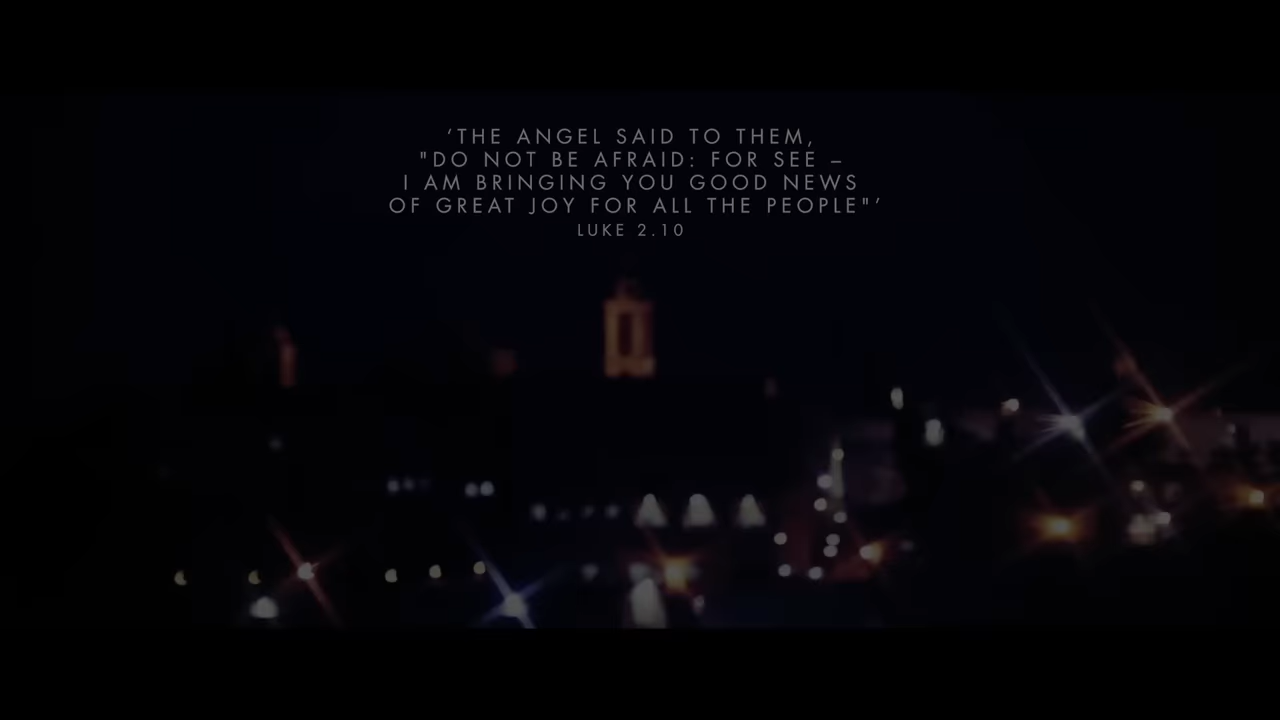 ‘THE ANGEL SAID TO THEM,
"DO NOT BE AFRAID: FOR SEE –
I AM BRINGING YOU GOOD NEWS
OF GREAT JOY FOR ALL THE PEOPLE"’
LUKE 2.10